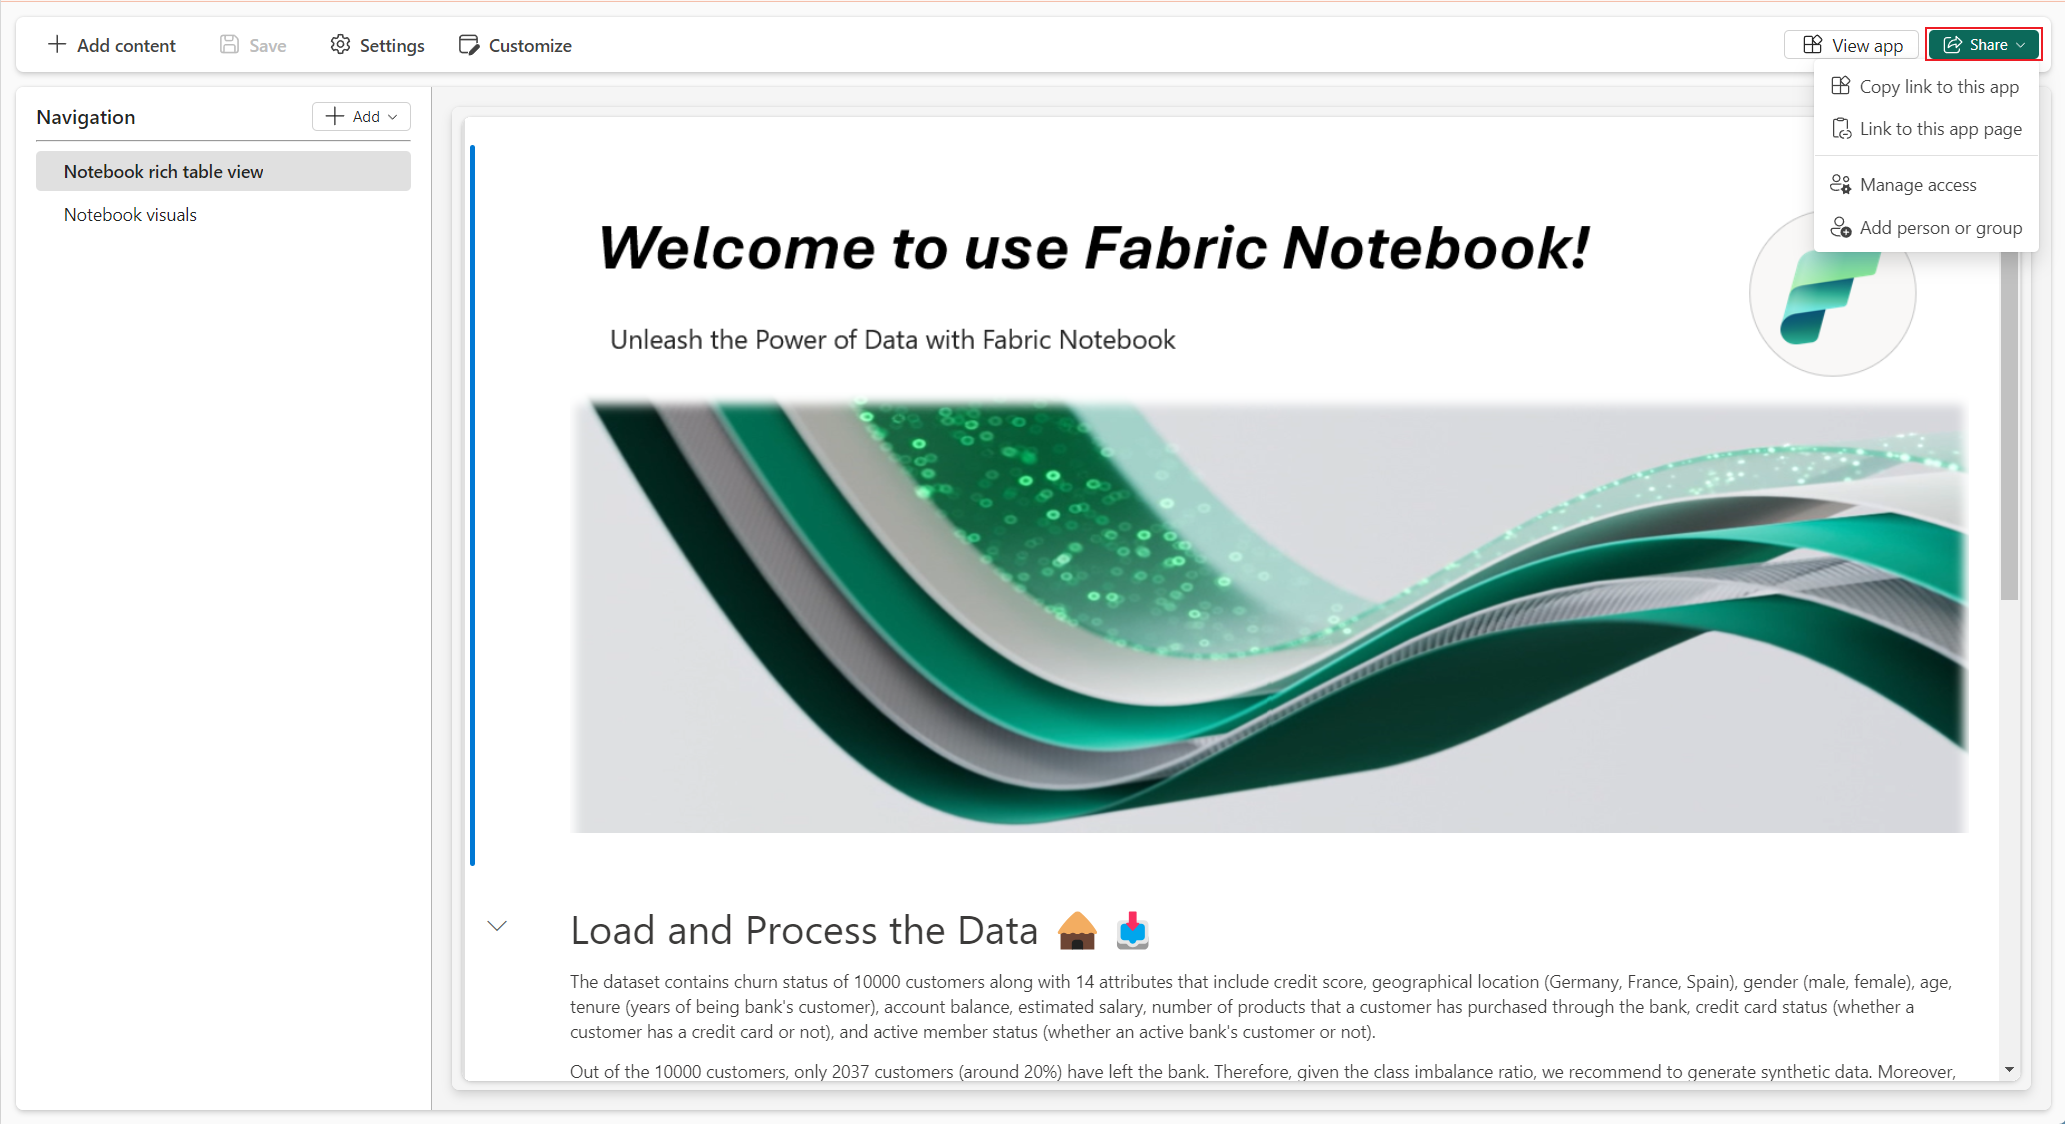 Add content
Save
Settings
Customize
View app
Share
Copy link to this app
Link to this app page
Manage access
Add person or group
Navigation
Add
Notebook rich table view
Notebook visuals
Welcome to use Fabric Notebook!
Unleash the Power of Data with Fabric Notebook
Load and Process the Data
The dataset contains churn status of 10000 customers along with 14 attributes that include credit score, geographical location (Germany, France, Spain), gender (male, female), age,
tenure (years of being bank's customer), account balance, estimated salary, number of products that a customer has purchased through the bank, credit card status (whether a
customer has a credit card or not), and active member status (whether an active bank's customer or not).
Out of the 10000 customers, only 2037 customers (around 20%) have left the bank. Therefore, given the class imbalance ratio, we recommend to generate synthetic data. Moreover,